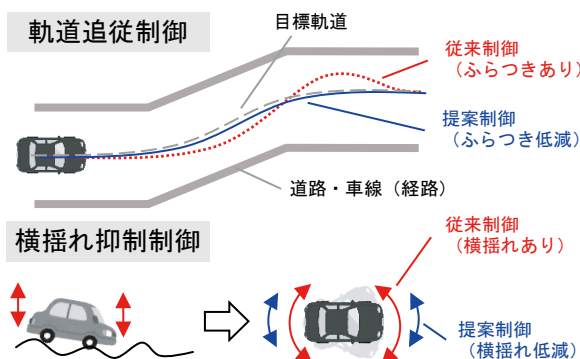 軌道追従制御
目標軌道
従来制御
（ふらつきあり）
提案制御
（ふらつき低減）
道路・車線（経路）
横揺れ抑制制御
従来制御
（横揺れあり）
提案制御
（横揺れ低減）